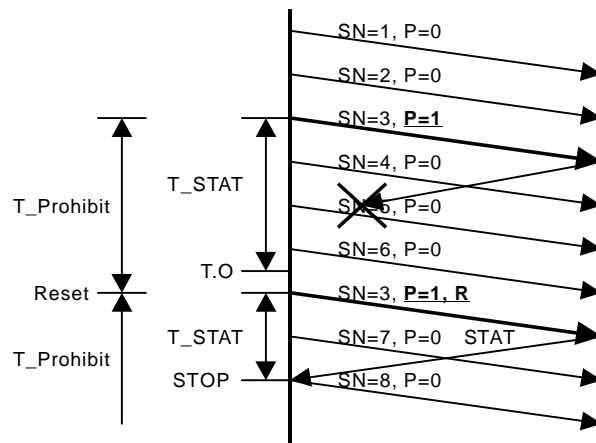 SN=1, P=0
SN=2, P=0
SN=3, P=1
T_STAT
SN=4, P=0
T_Prohibit
SN=5, P=0
SN=6, P=0
T.O
Reset
SN=3, P=1, R
T_STAT
SN=7, P=0
STAT
T_Prohibit
STOP
SN=8, P=0